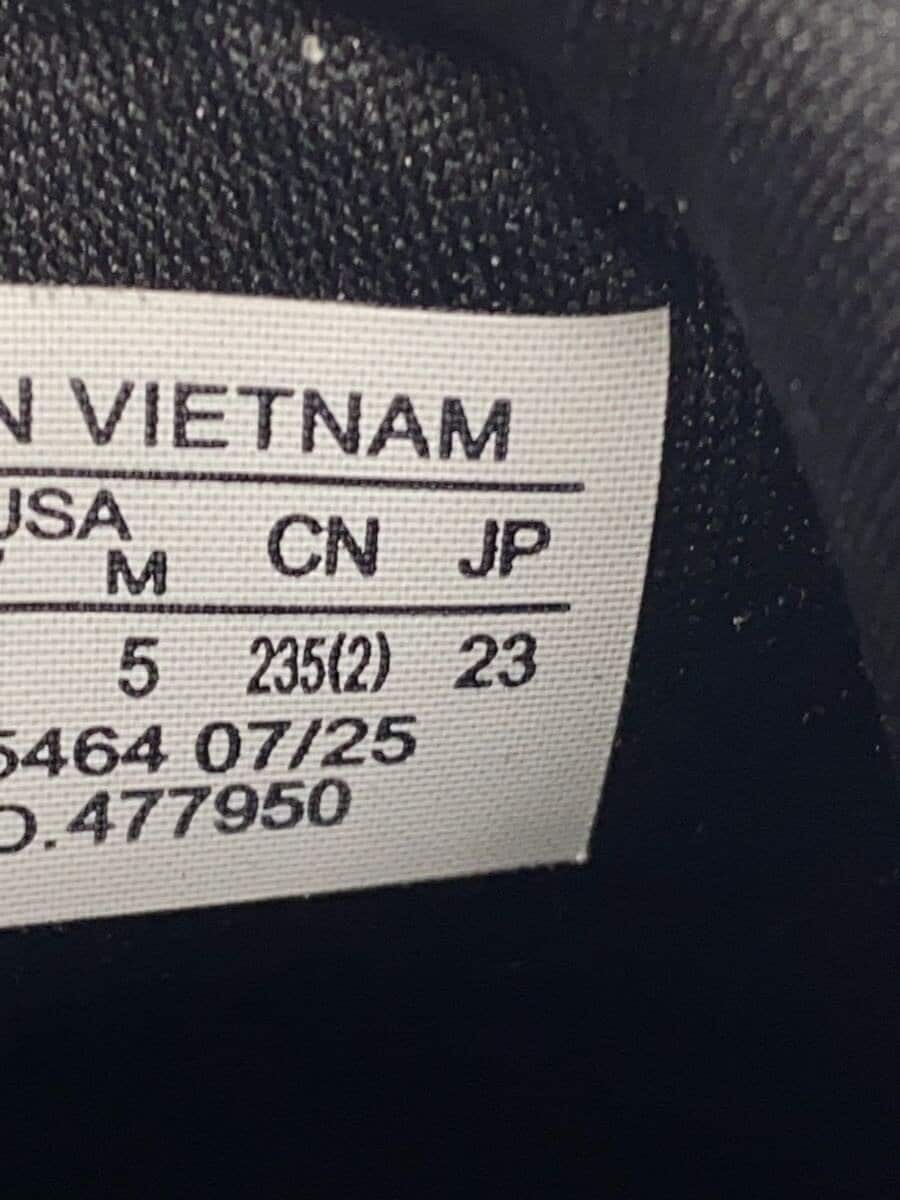 N VIETNAM
USA CN JP
M
5 235(2) 23
5464 07/25
O.477950